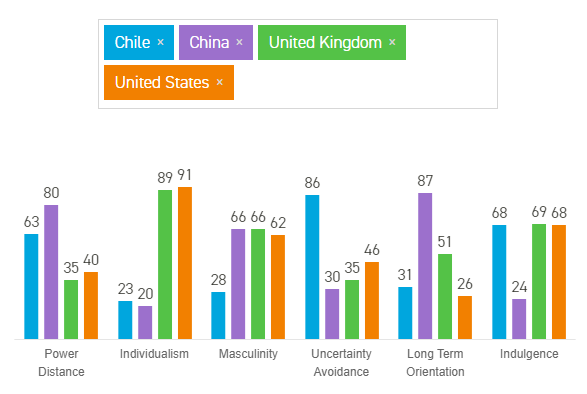 Chile × China × United Kingdom ×
United States ×
63 80 35 40
23 20 89 91
28 66 66 62
86 30 35 46
31 87 51 26
68 24 69 68
Power
Distance
Individualism
Masculinity
Uncertainty
Avoidance
Long Term
Orientation
Indulgence